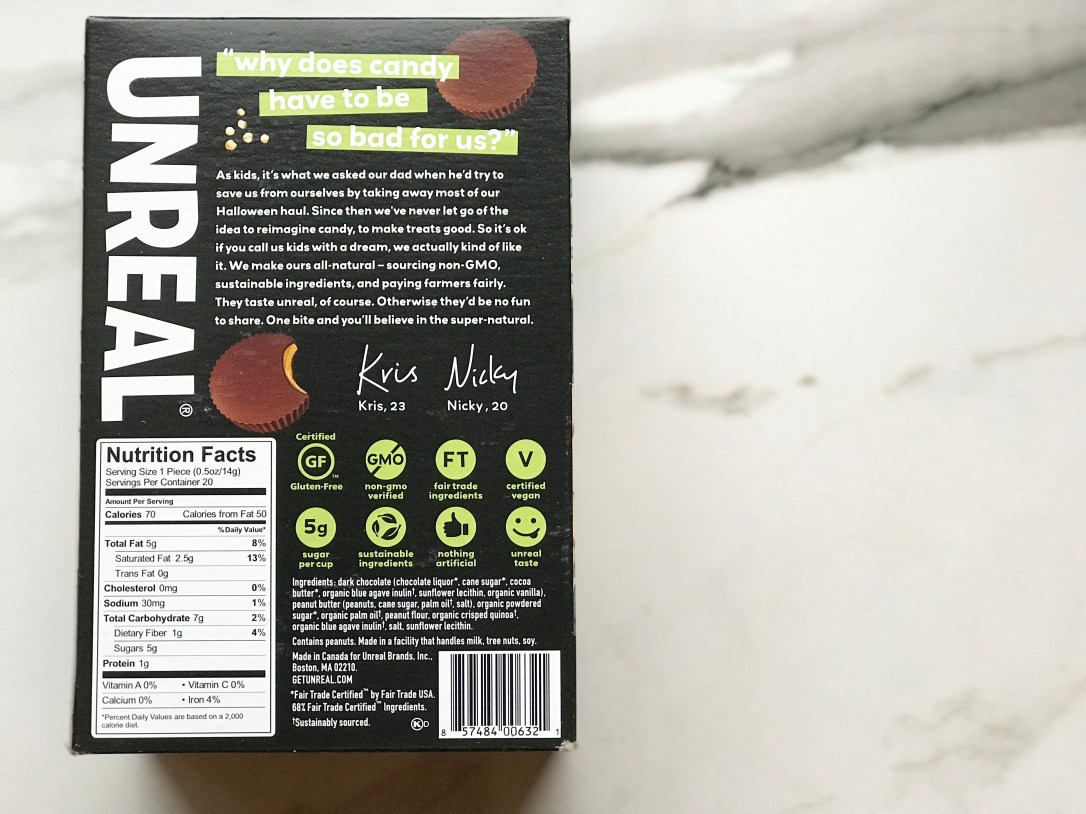 UNREAL®
"why does candy
have to be
so bad for us?"
As kids, it's what we asked our dad when he'd try to
save us from ourselves by taking away most of our
Halloween haul. Since then we've never let go of the
idea to reimagine candy, to make treats good. So it's ok
if you call us kids with a dream, we actually kind of like
it. We make ours all-natural – sourcing non-GMO,
sustainable ingredients, and paying farmers fairly.
They taste unreal, of course. Otherwise they'd be no fun
to share. One bite and you'll believe in the super-natural.
Kris Nicky
Kris, 23 Nicky, 20
Nutrition Facts
Serving Size 1 Piece (0.5oz/14g)
Servings Per Container 20
Amount Per Serving
Calories 70 Calories from Fat 50
% Daily Value*
Total Fat 5g 8%
Saturated Fat 2.5g 13%
Trans Fat 0g
Cholesterol 0mg 0%
Sodium 30mg 1%
Total Carbohydrate 7g 2%
Dietary Fiber 1g 4%
Sugars 5g
Protein 1g
Vitamin A 0% • Vitamin C 0%
Calcium 0% • Iron 4%
*Percent Daily Values are based on a 2,000
calorie diet.
Certified
GF™
Gluten-Free
GMO
non-gmo
verified
FT
fair trade
ingredients
V
certified
vegan
5g
sugar
per cup
sustainable
ingredients
nothing
artificial
unreal
taste
Ingredients: dark chocolate (chocolate liquor*, cane sugar*, cocoa
butter*, organic blue agave inulin†, sunflower lecithin, organic vanilla),
peanut butter (peanuts, cane sugar, palm oil†, salt), organic powdered
sugar*, organic palm oil†, peanut flour, organic crisped quinoa†,
organic blue agave inulin†, salt, sunflower lecithin.
Contains peanuts. Made in a facility that handles milk, tree nuts, soy.
Made in Canada for Unreal Brands, Inc.,
Boston, MA 02210.
GETUNREAL.COM
*Fair Trade Certified™ by Fair Trade USA.
68% Fair Trade Certified™ Ingredients.
†Sustainably sourced.
K D
8 57484 00632 1